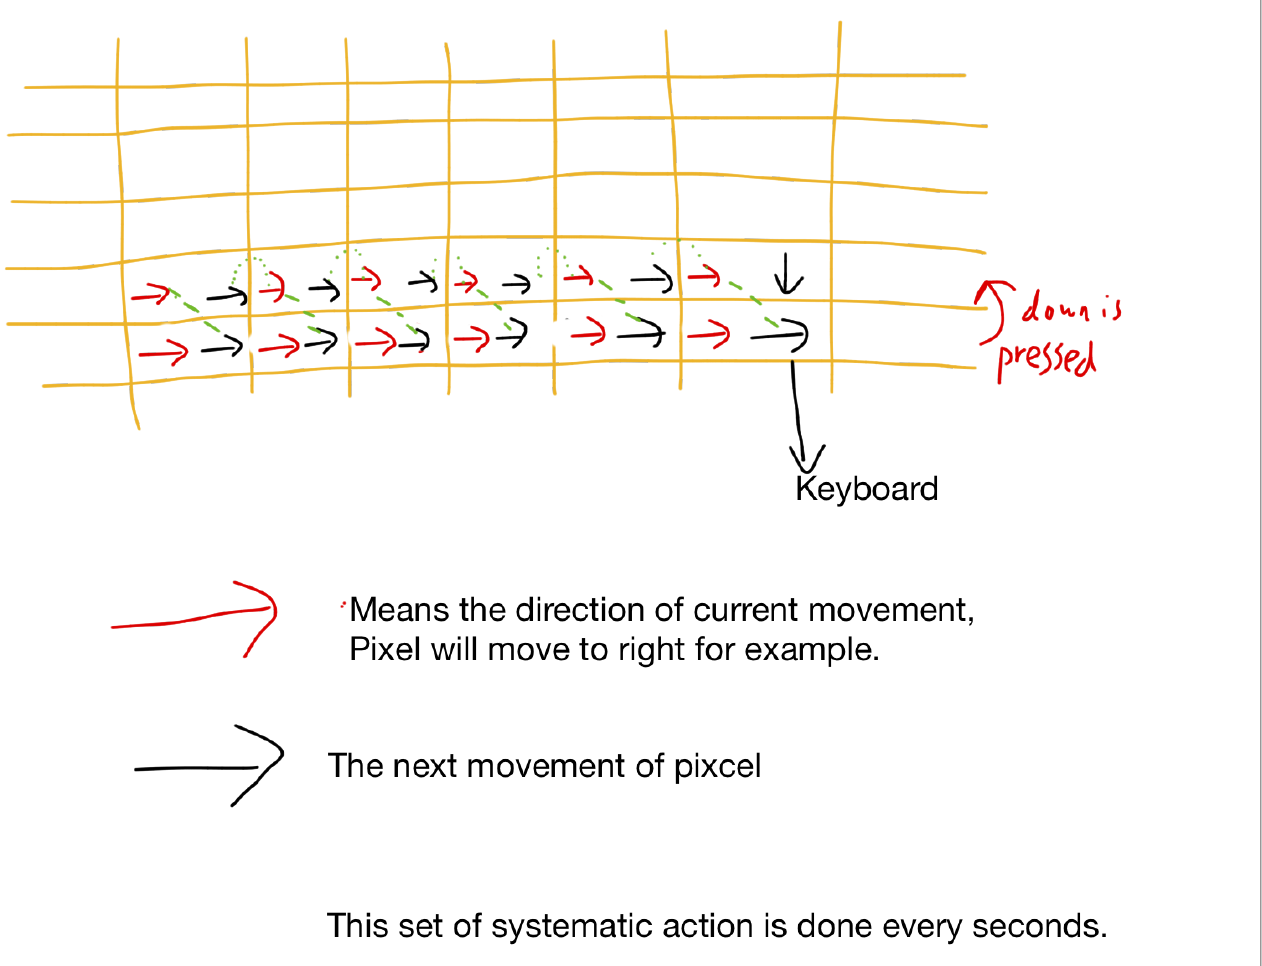 down is
pressed
Keyboard
Means the direction of current movement,
Pixel will move to right for example.
The next movement of pixcel
This set of systematic action is done every seconds.